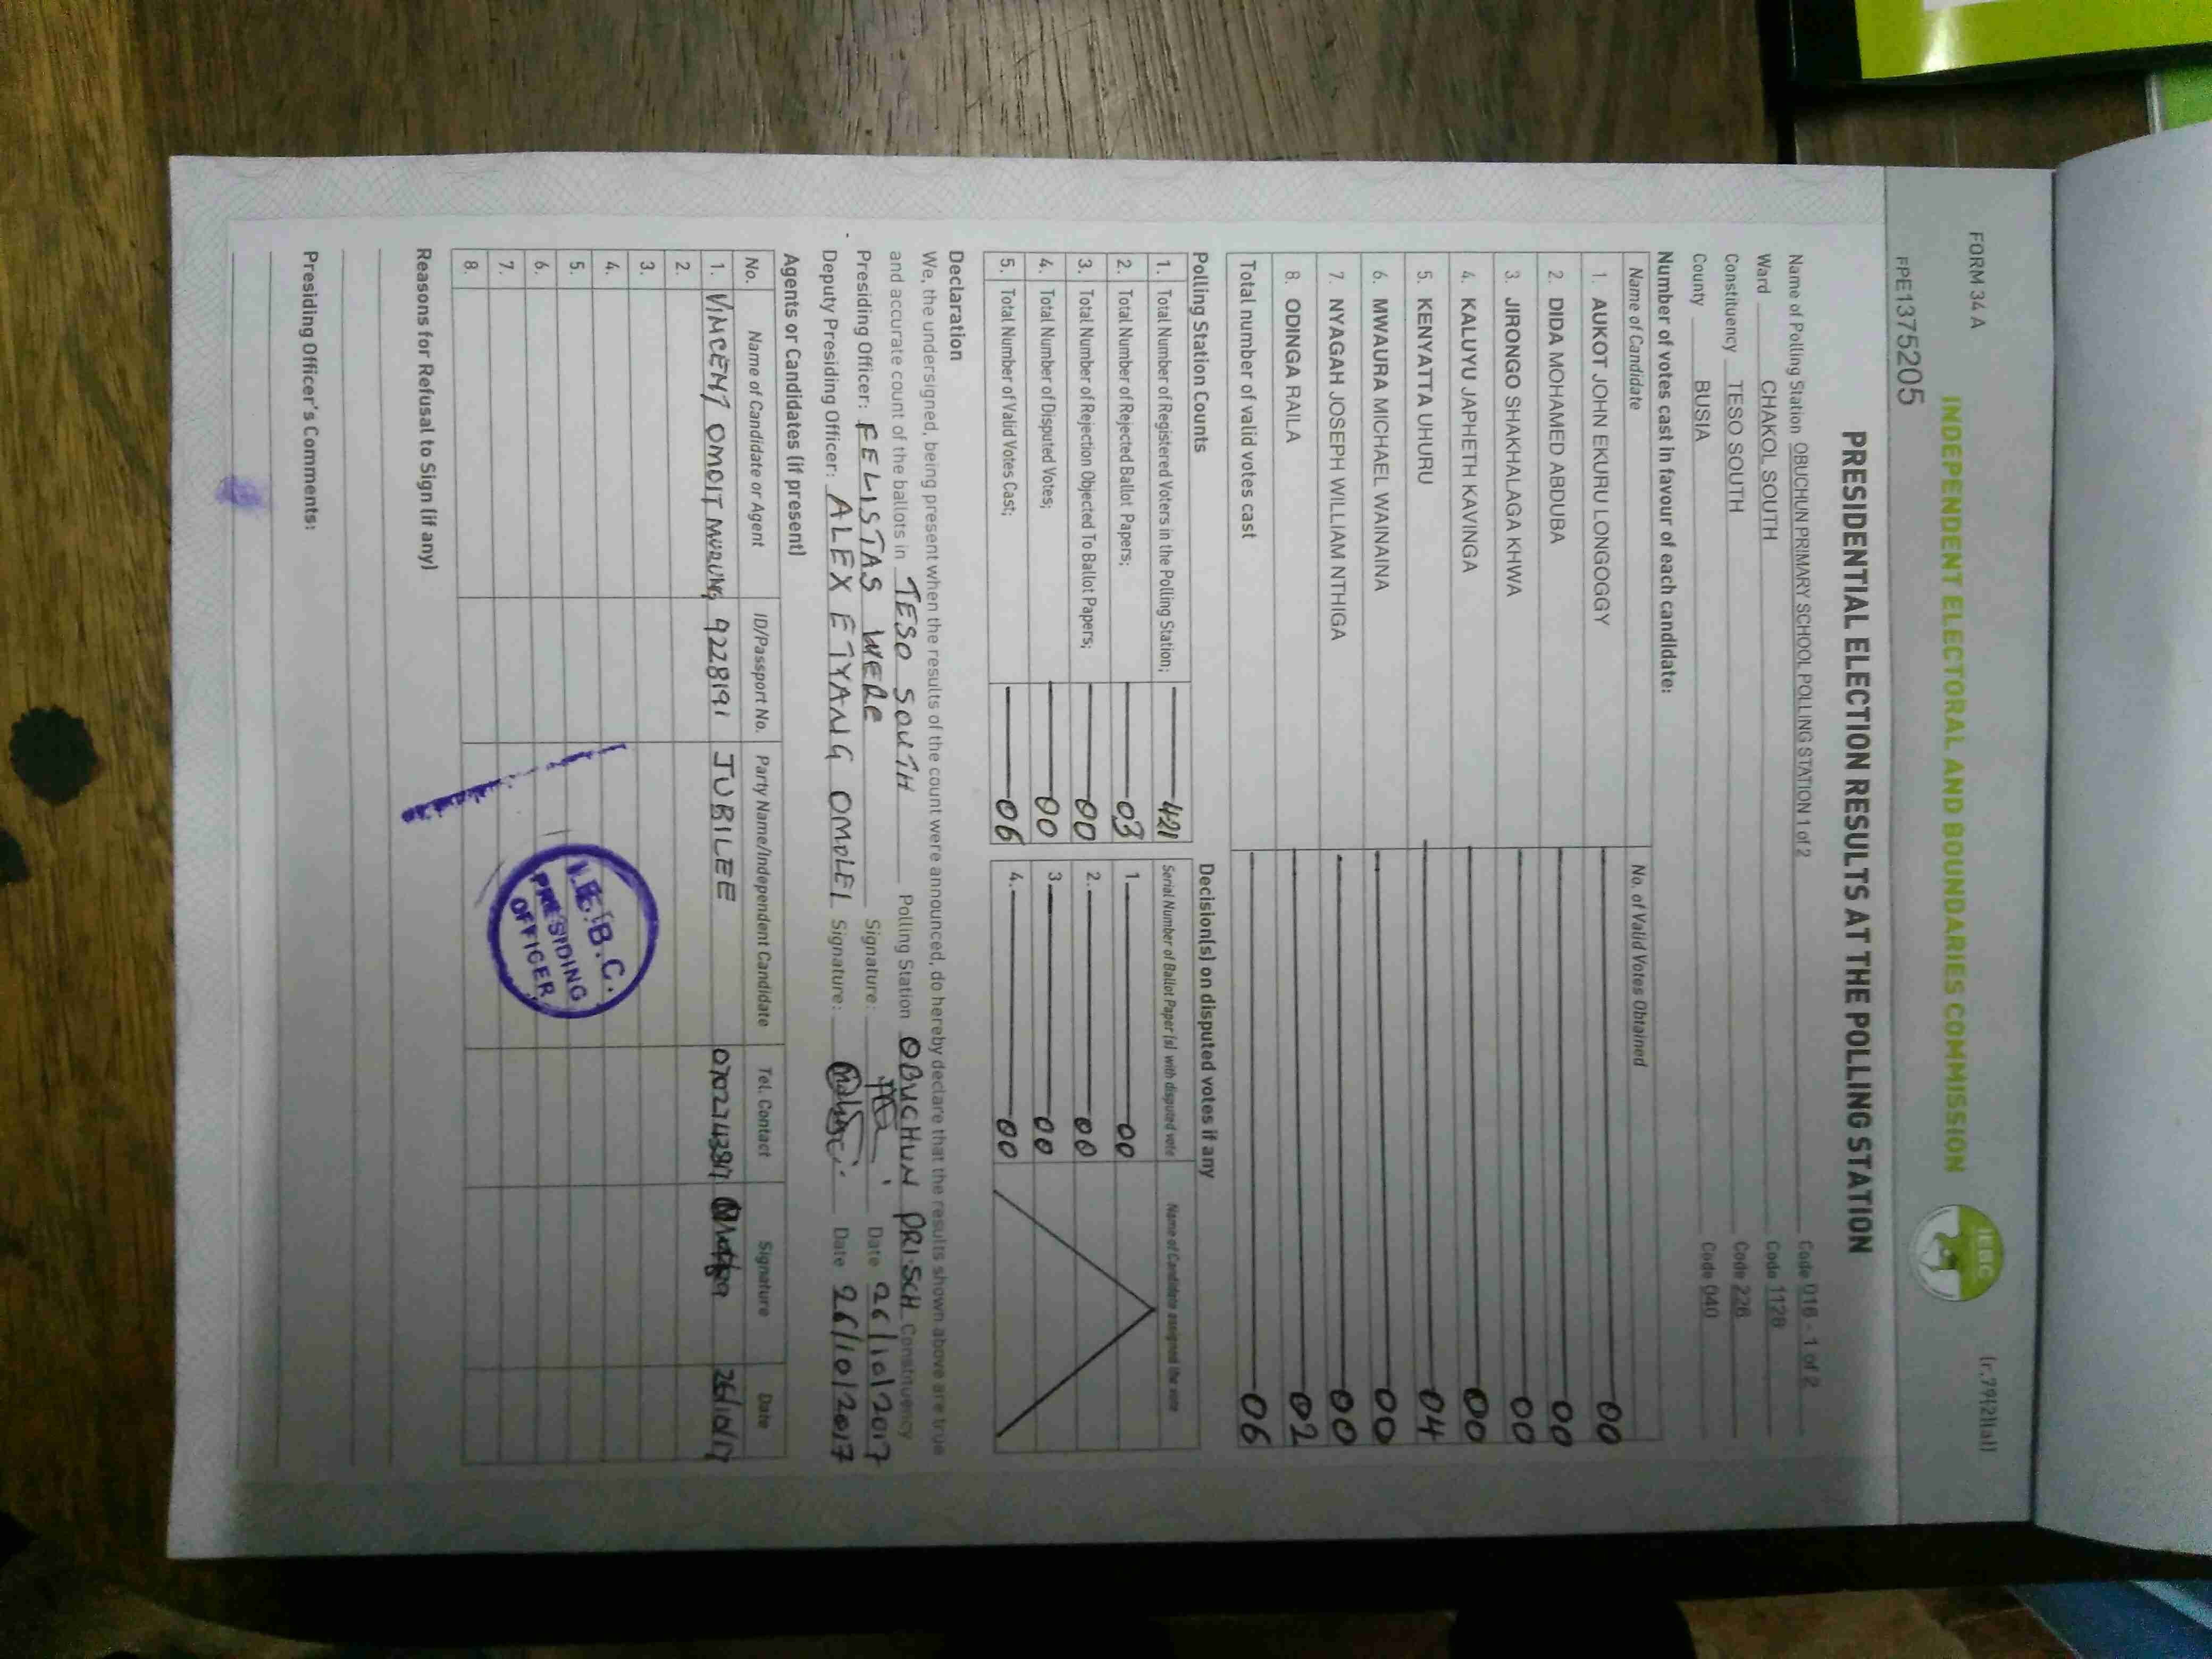 FORM 34 A
(r.79(2)(a))
INDEPENDENT ELECTORAL AND BOUNDARIES COMMISSION
IEBC
FPE1375205
PRESIDENTIAL ELECTION RESULTS AT THE POLLING STATION
Name of Polling Station OBUCHUN PRIMARY SCHOOL POLLING STATION 1 of 2 Code 016 - 1 of 2
Ward CHAKOL SOUTH Code 1128
Constituency TESO SOUTH Code 226
County BUSIA Code 040
Number of votes cast in favour of each candidate:
Name of Candidate No. of Valid Votes Obtained
1. AUKOT JOHN EKURU LONGOGGY 00
2. DIDA MOHAMED ABDUBA 00
3. JIRONGO SHAKHALAGA KHWA 00
4. KALUYU JAPHETH KAVINGA 00
5. KENYATTA UHURU 04
6. MWAURA MICHAEL WAINAINA 00
7. NYAGAH JOSEPH WILLIAM NTHIGA 00
8. ODINGA RAILA 02
Total number of valid votes cast 06
Polling Station Counts Decision(s) on disputed votes if any
Serial Number of Ballot Paper(s) with disputed vote Name of Candidate assigned the vote
1. Total Number of Registered Voters in the Polling Station; 421
2. Total Number of Rejected Ballot Papers; 03 1. 00
3. Total Number of Rejection Objected To Ballot Papers; 00 2. 00
4. Total Number of Disputed Votes; 00 3. 00
5. Total Number of Valid Votes Cast; 06 4. 00
Declaration
We, the undersigned, being present when the results of the count were announced, do hereby declare that the results shown above are true
and accurate count of the ballots in TESO SOUTH Polling Station OBUCHUN PRI.SCH. Constituency
Presiding Officer: FELISTAS WERE Signature: Date 26/10/2017
Deputy Presiding Officer: ALEX ETYANG OMOLEI Signature: Date 26/10/2017
Agents or Candidates (if present)
No. Name of Candidate or Agent ID/Passport No. Party Name/Independent Candidate Tel. Contact Signature Date
1. VINCENT OMOIT 9228191 JUBILEE 26/10/17
2.
3.
4.
5.
6.
7.
8.
I.E.B.C.
PRESIDING
OFFICER
Reasons for Refusal to Sign (if any)
Presiding Officer's Comments: